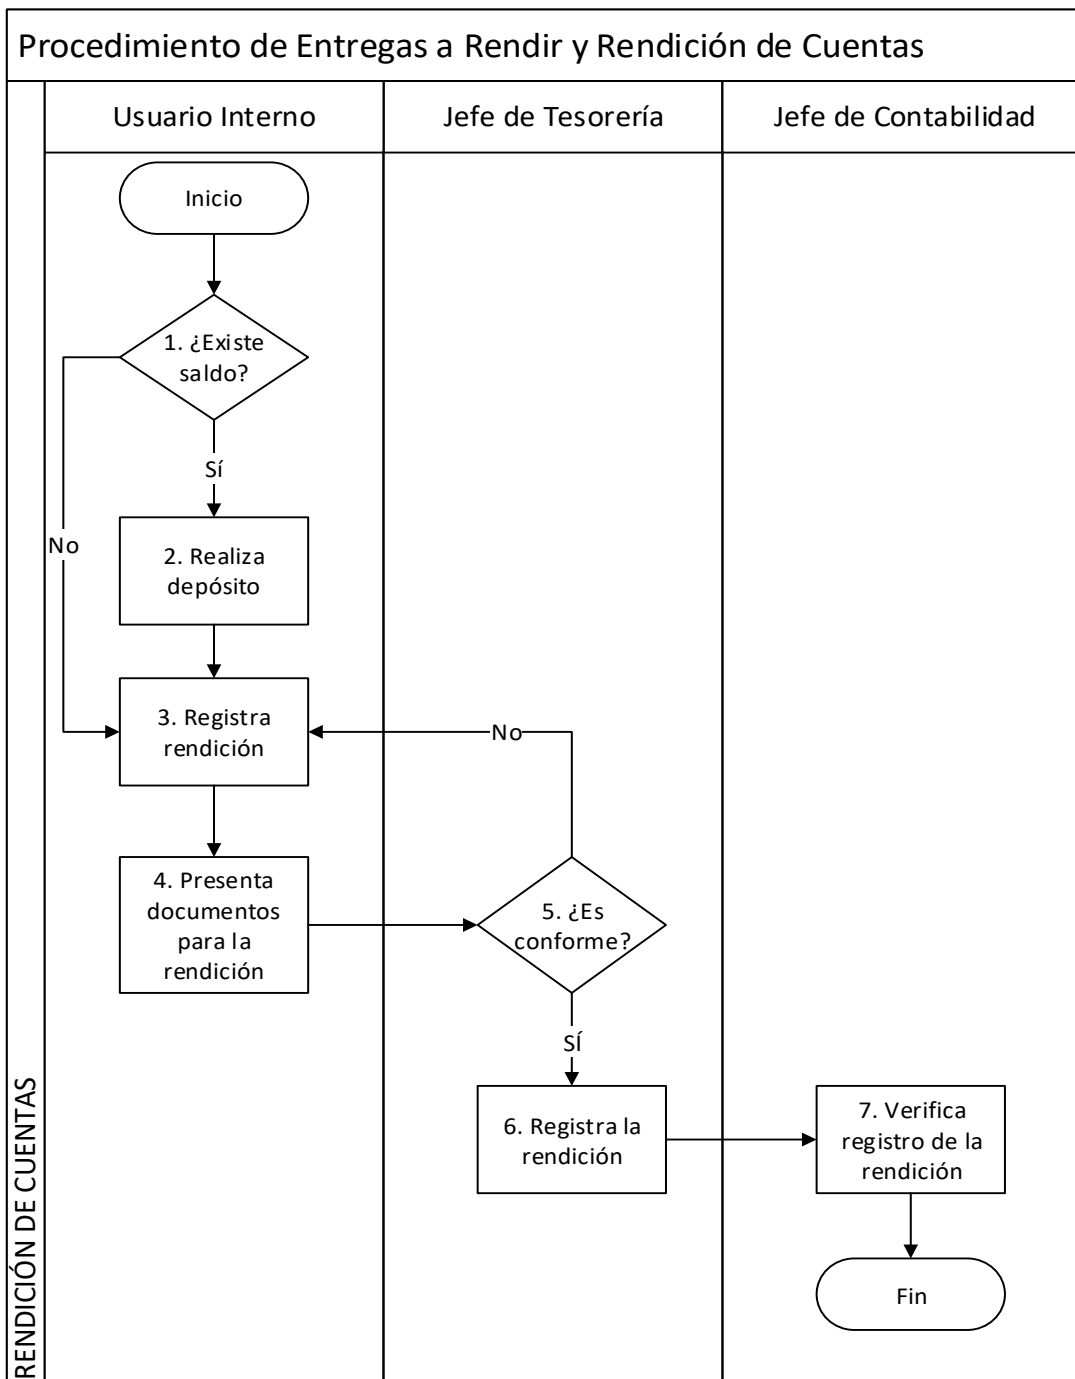 Procedimiento de Entregas a Rendir y Rendición de Cuentas
Usuario Interno
Jefe de Tesorería
Jefe de Contabilidad
Inicio
1. ¿Existe
saldo?
Sí
No
2. Realiza
depósito
3. Registra
rendición
No
4. Presenta
documentos
para la
rendición
5. ¿Es
conforme?
SÍ
6. Registra la
rendición
7. Verifica
registro de la
rendición
Fin
RENDICIÓN DE CUENTAS